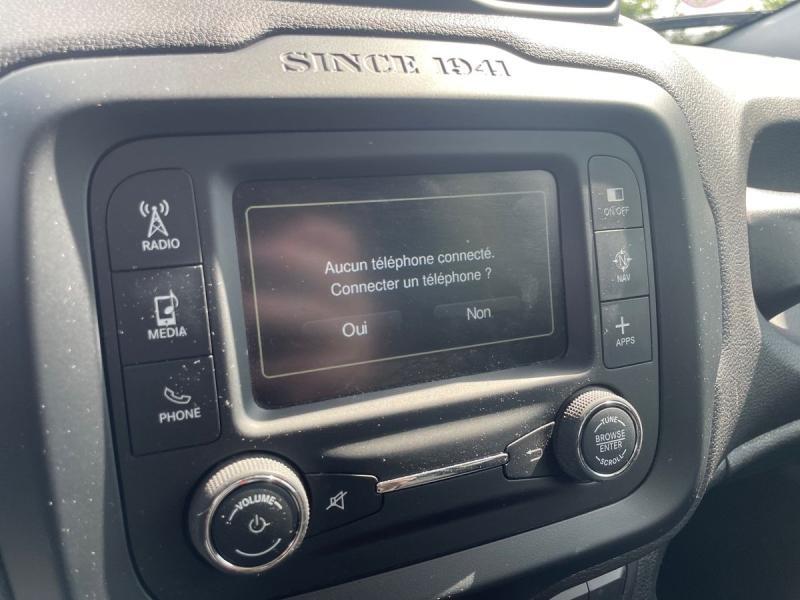 SINCE 1941
RADIO
MEDIA
PHONE
Aucun téléphone connecté.
Connecter un téléphone ?
Oui
Non
ON OFF
N
NAV
APPS
VOLUME
TUNE
BROWSE
ENTER
SCROLL